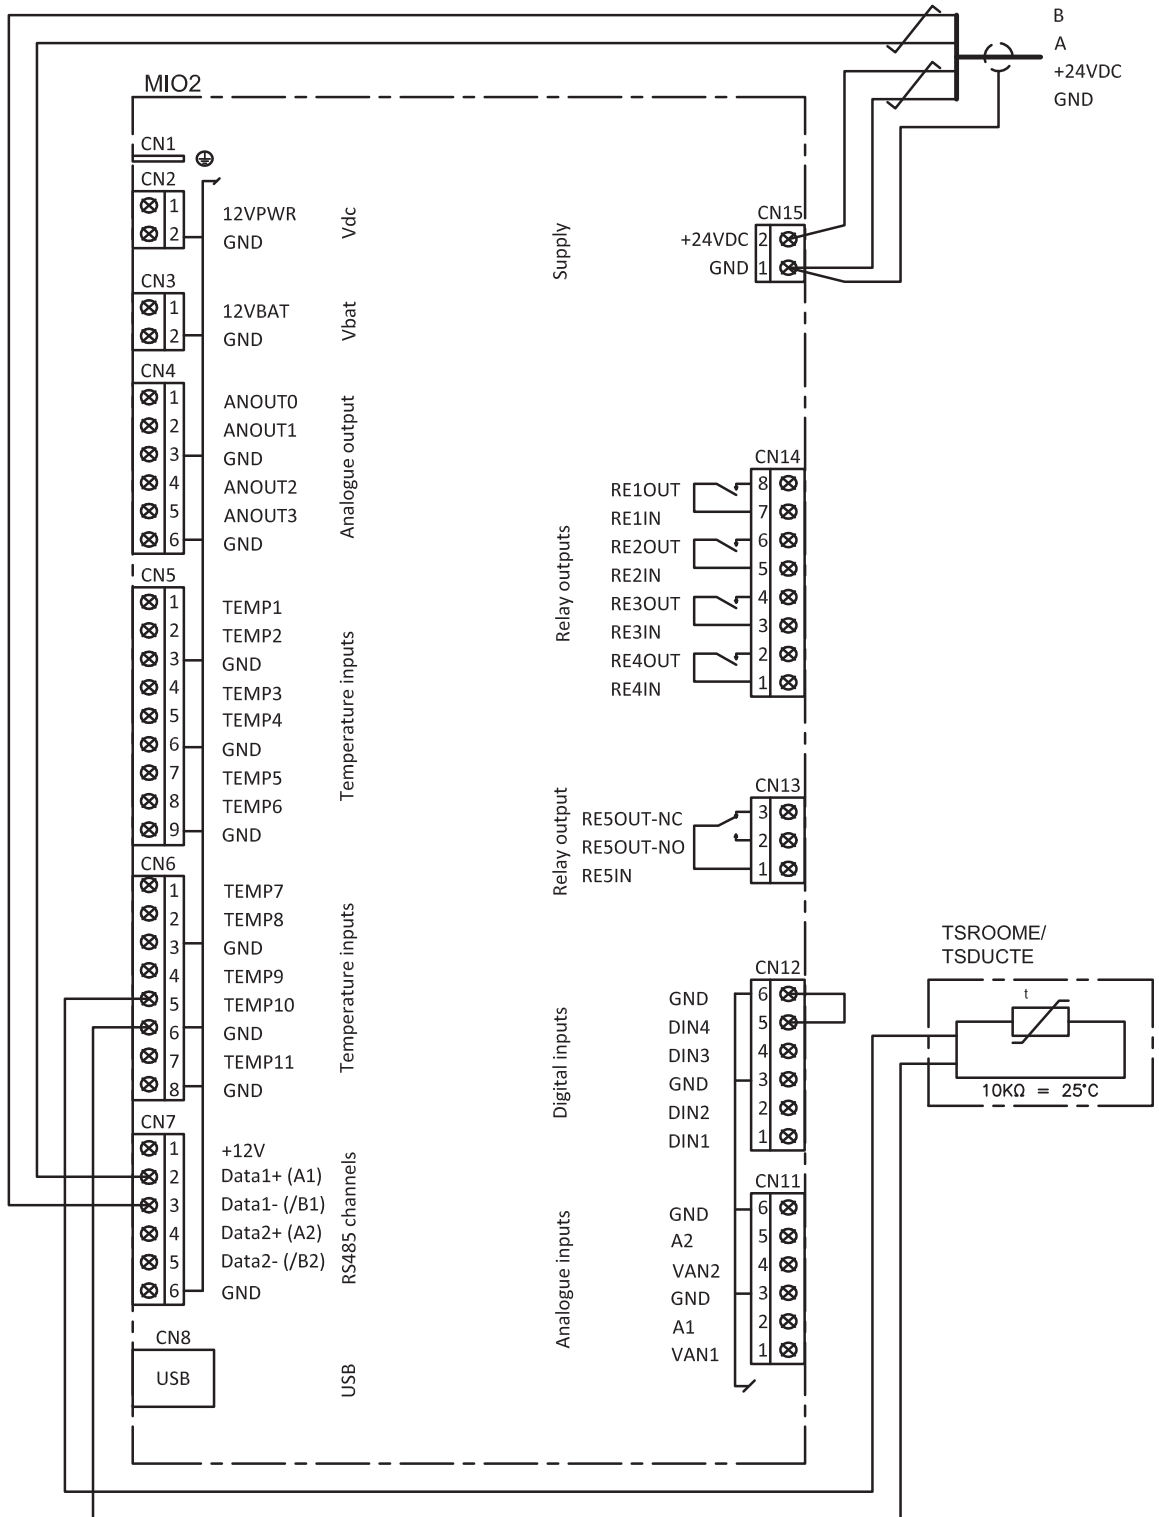 B
A
+24VDC
GND
MIO2
CN1
CN2
1
12VPWR
2
GND
Vdc
CN3
1
12VBAT
2
GND
Vbat
CN4
1
ANOUT0
2
ANOUT1
3
GND
4
ANOUT2
5
ANOUT3
6
GND
Analogue output
CN5
1
TEMP1
2
TEMP2
3
GND
4
TEMP3
5
TEMP4
6
GND
7
TEMP5
8
TEMP6
9
GND
Temperature inputs
CN6
1
TEMP7
2
TEMP8
3
GND
4
TEMP9
5
TEMP10
6
GND
7
TEMP11
8
GND
Temperature inputs
CN7
1
+12V
2
Data1+ (A1)
3
Data1- (/B1)
4
Data2+ (A2)
5
Data2- (/B2)
6
GND
RS485 channels
CN8
USB
USB
Supply
CN15
+24VDC 2
GND 1
Relay outputs
CN14
RE1OUT
8
RE1IN
7
RE2OUT
6
RE2IN
5
RE3OUT
4
RE3IN
3
RE4OUT
2
RE4IN
1
Relay output
CN13
RE5OUT-NC
3
RE5OUT-NO
2
RE5IN
1
Digital inputs
CN12
GND
6
DIN4
5
DIN3
4
GND
3
DIN2
2
DIN1
1
Analogue inputs
CN11
GND
6
A2
5
VAN2
4
GND
3
A1
2
VAN1
1
TSROOME/
TSDUCTE
t
10KΩ = 25°C